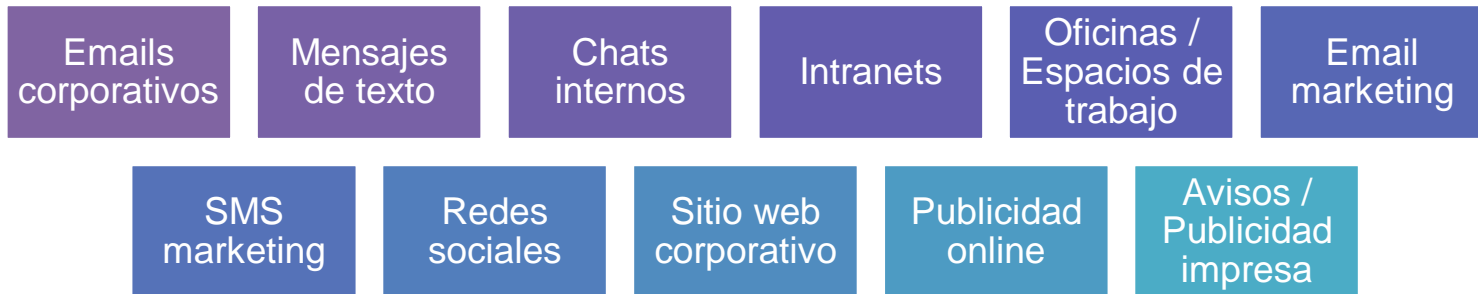 Emails
corporativos
Mensajes
de texto
Chats
internos
Intranets
Oficinas /
Espacios de
trabajo
Email
marketing
SMS
marketing
Redes
sociales
Sitio web
corporativo
Publicidad
online
Avisos /
Publicidad
impresa